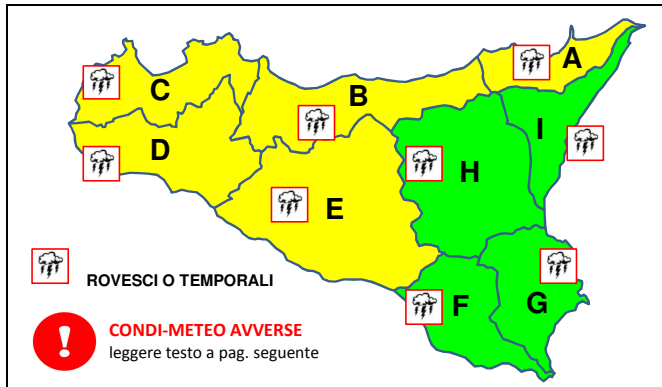 A
C
B
I
D
H
E
F
G
ROVESCI O TEMPORALI
!
CONDI-METEO AVVERSE
leggere testo a pag. seguente